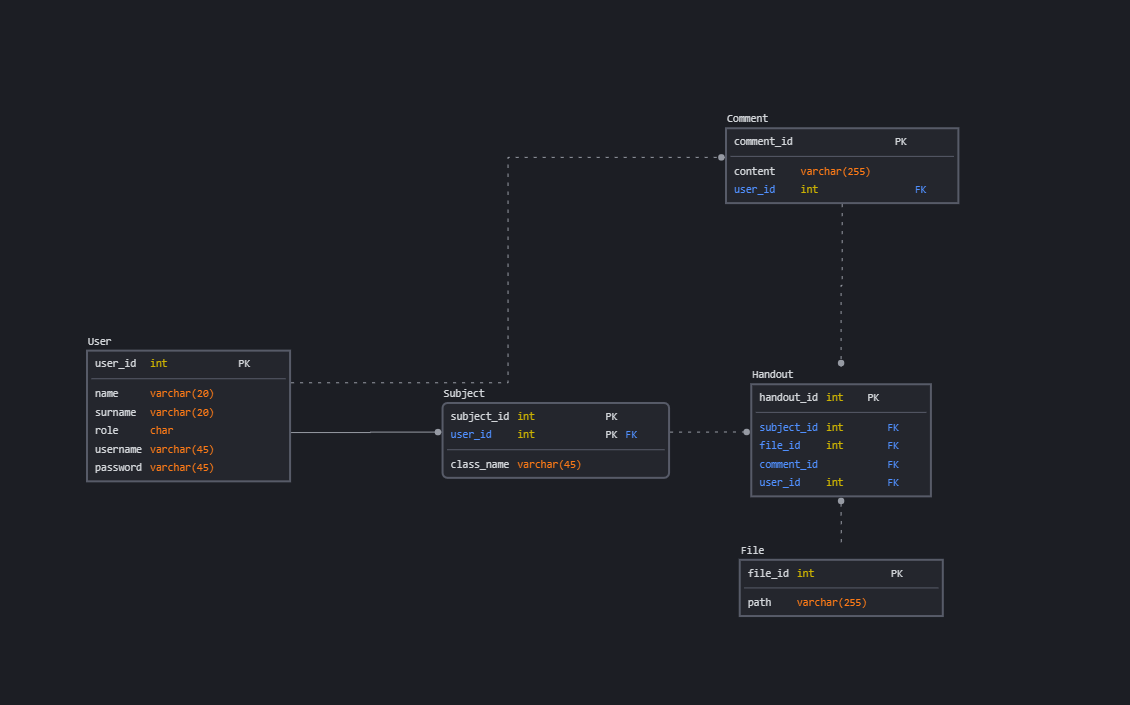 Comment
comment_id PK
content varchar(255)
user_id int FK
User
user_id int PK
name varchar(20)
surname varchar(20)
role char
username varchar(45)
password varchar(45)
Subject
subject_id int PK
user_id int PK FK
class_name varchar(45)
Handout
handout_id int PK
subject_id int FK
file_id int FK
comment_id FK
user_id int FK
File
file_id int PK
path varchar(255)